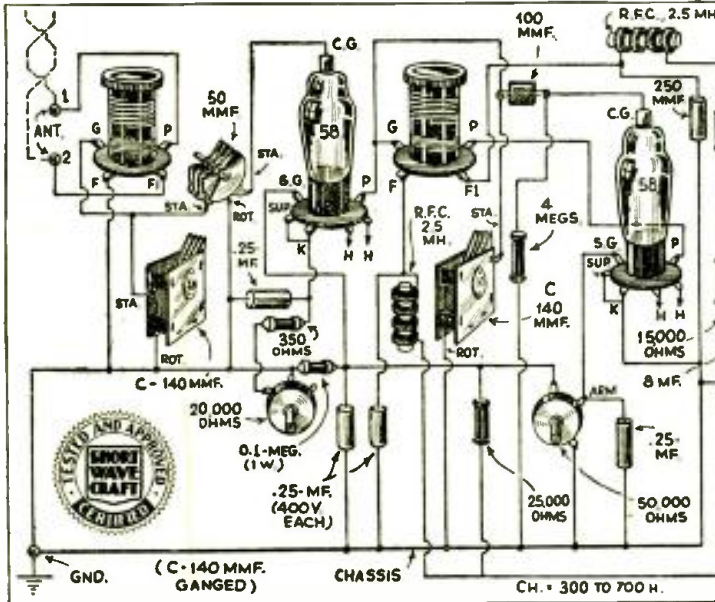 R.F.C. 2.5 MH
100
MMF.
C.G.
50
MMF
1
ANT.
2
G
P
F
F1
STA.
STA.
ROT.
58
S.G
P
SUP
K
H
H
G
P
F
F1
R.F.C.
2.5
MH.
STA.
4
MEGS.
250
MMF
C.G.
58
S.G
P
SUP
K
H
H
STA.
ROT.
C-140 MMF.
.25-
MF.
350
OHMS
20,000
OHMS
0.1-MEG.
(1 W.)
.25-MF.
(400V.
EACH)
C
140
MMF.
ROT.
15,000
OHMS
8 MF.
ARM
.25-
MF.
25,000
OHMS
50,000
OHMS
TESTED AND APPROVED
SHORT
WAVE
CRAFT
CERTIFIED
GND.
(C-140 MMF.
GANGED)
CHASSIS
CH. = 300 TO 700 H.